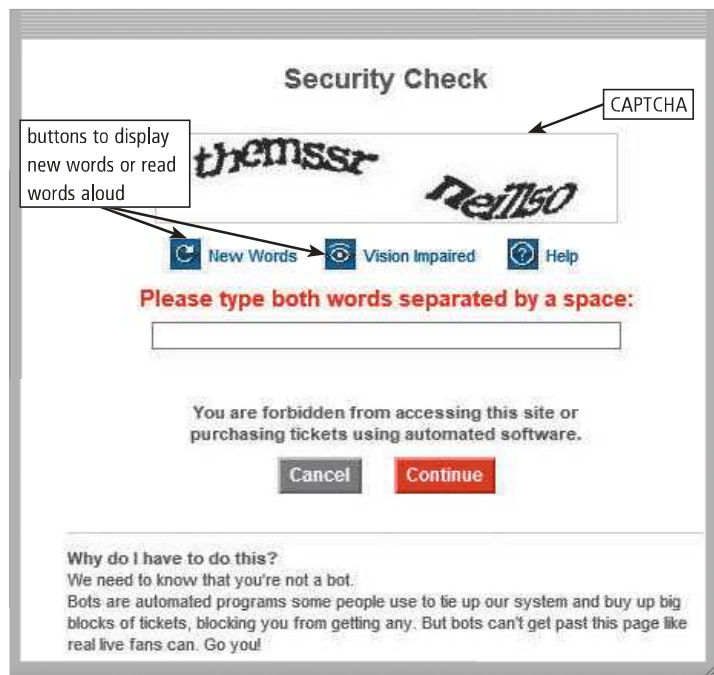 Security Check
CAPTCHA
buttons to display
new words or read
words aloud
themssr
neillso
New Words Vision Impaired Help
Please type both words separated by a space:
You are forbidden from accessing this site or
purchasing tickets using automated software.
Cancel Continue
Why do I have to do this?
We need to know that you're not a bot.
Bots are automated programs some people use to tie up our system and buy up big
blocks of tickets, blocking you from getting any. But bots can't get past this page like
real live fans can. Go you!